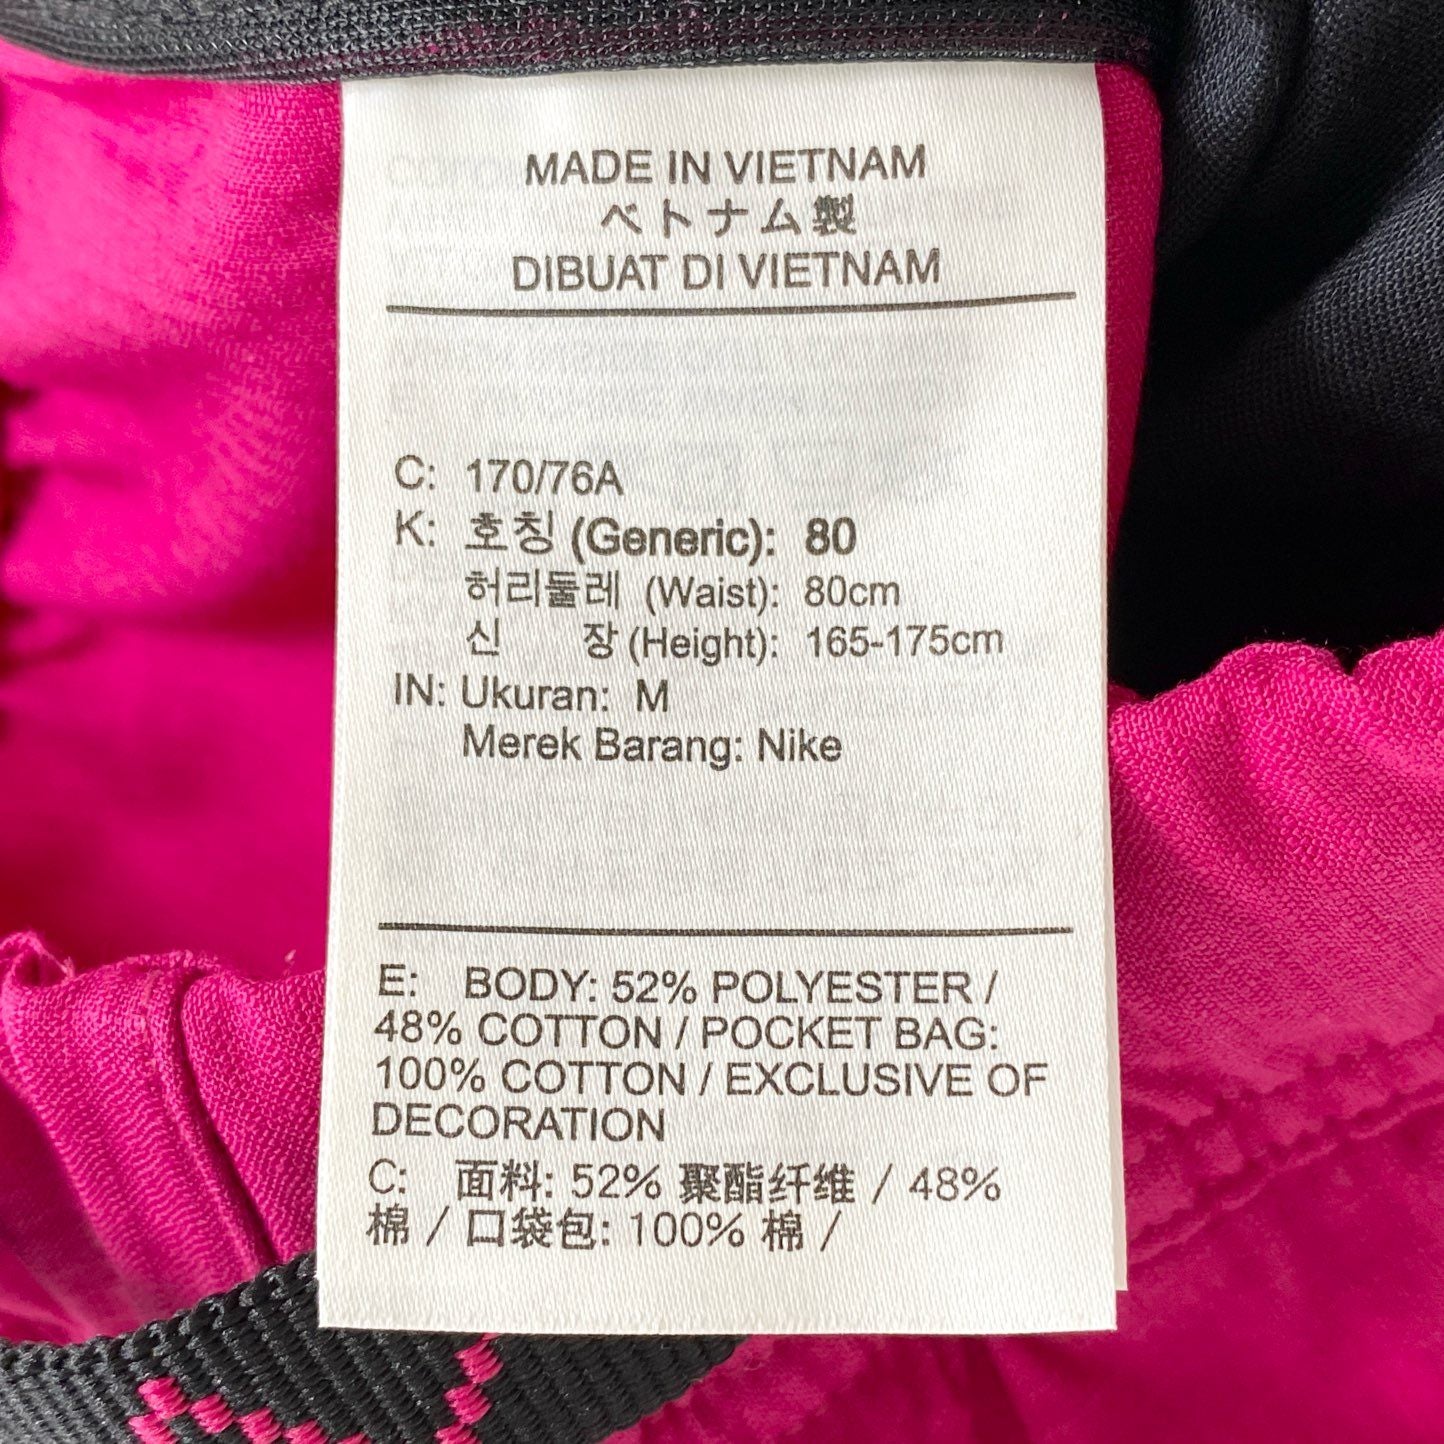 MADE IN VIETNAM
ベトナム製
DIBUAT DI VIETNAM
C: 170/76A
K: 호칭 (Generic): 80
허리둘레 (Waist): 80cm
신 장 (Height): 165-175cm
IN: Ukuran: M
Merek Barang: Nike
E: BODY: 52% POLYESTER /
48% COTTON / POCKET BAG:
100% COTTON / EXCLUSIVE OF
DECORATION
C: 面料: 52% 聚酯纤维 / 48%
棉 / 口袋包: 100% 棉 /